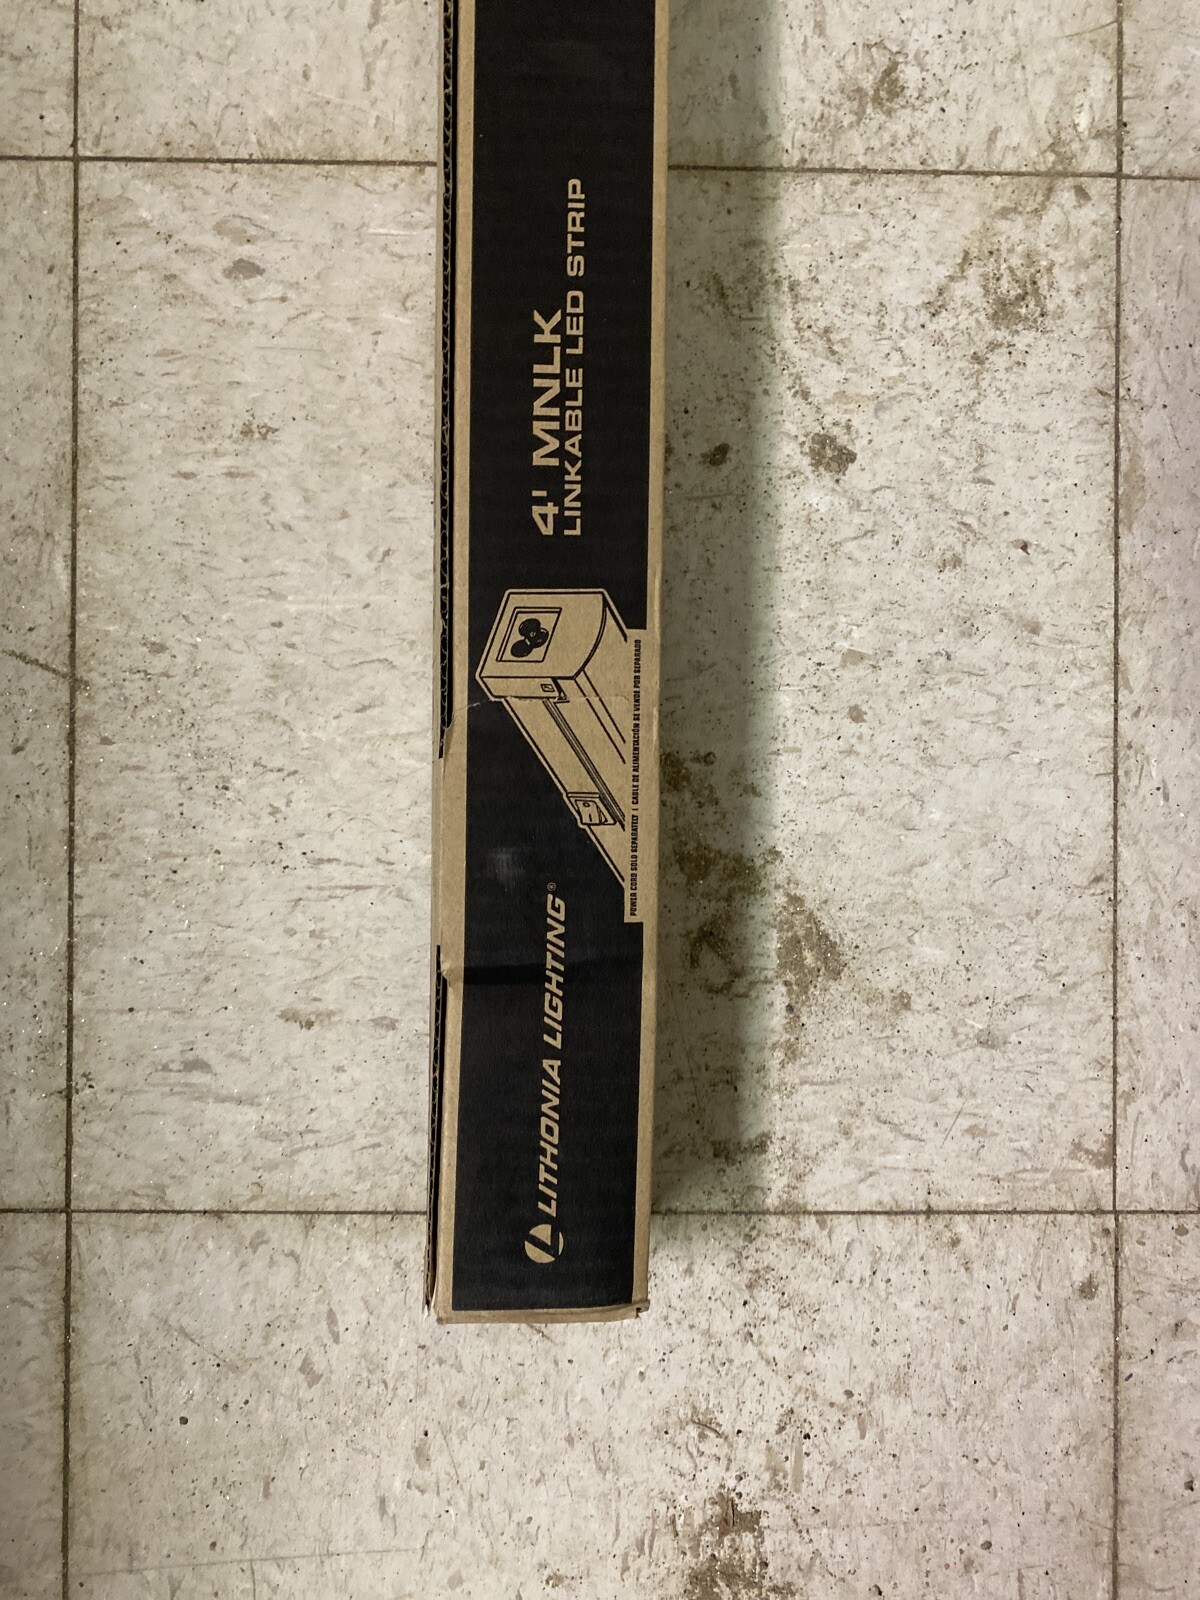 LITHONIA LIGHTING®
4' MNLK
LINKABLE LED STRIP
POWER CORD SOLD SEPARATELY / CABLE DE ALIMENTACIÓN SE VENDE POR SEPARADO